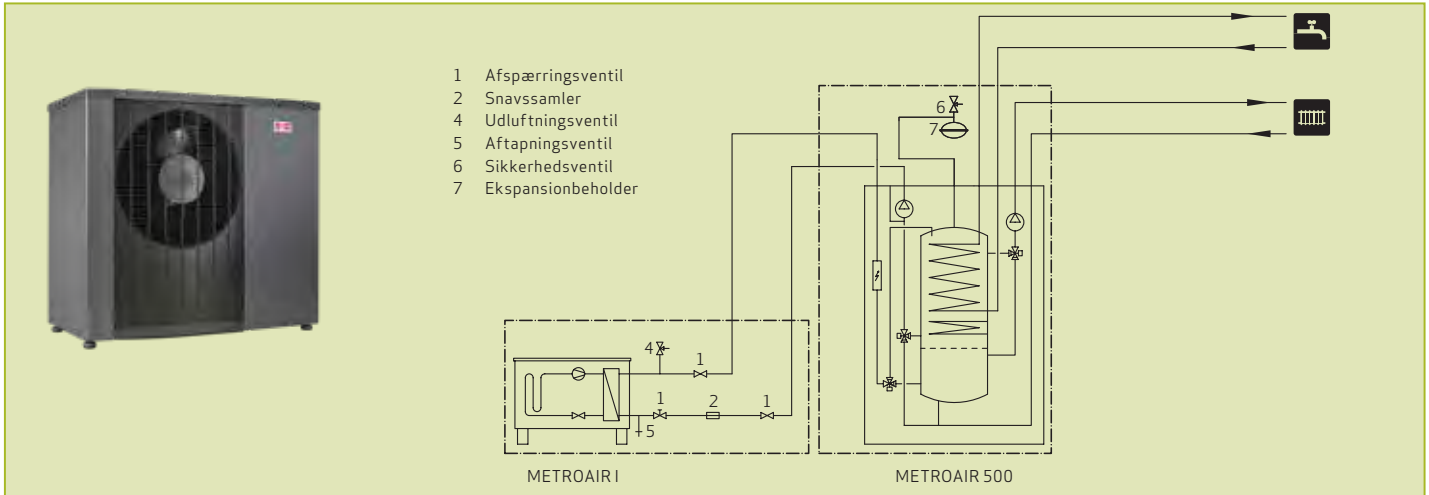 1 Afspærringsventil
2 Snavssamler
4 Udluftningsventil
5 Aftapningsventil
6 Sikkerhedsventil
7 Ekspansionbeholder
6
7
4
1
1
2
1
5
METROAIR I
METROAIR 500